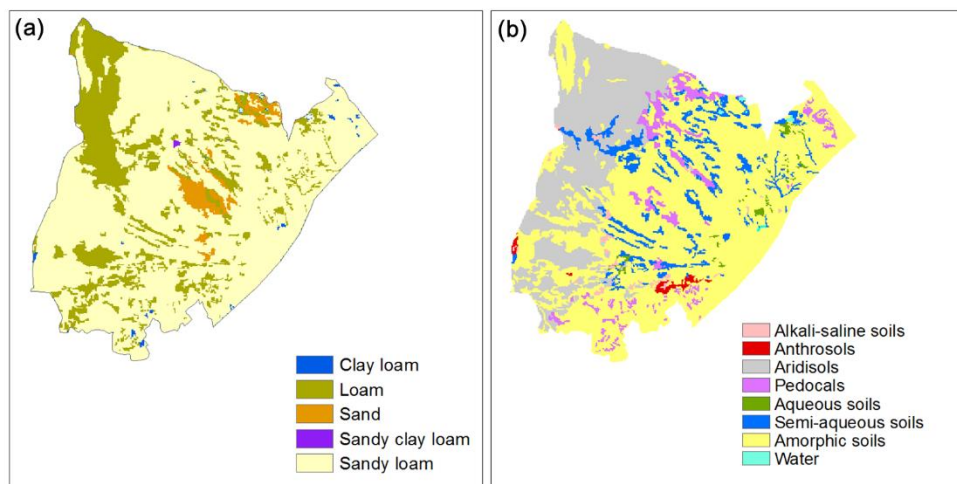 (a)
Clay loam
Loam
Sand
Sandy clay loam
Sandy loam
(b)
Alkali-saline soils
Anthrosols
Aridisols
Pedocals
Aqueous soils
Semi-aqueous soils
Amorphic soils
Water